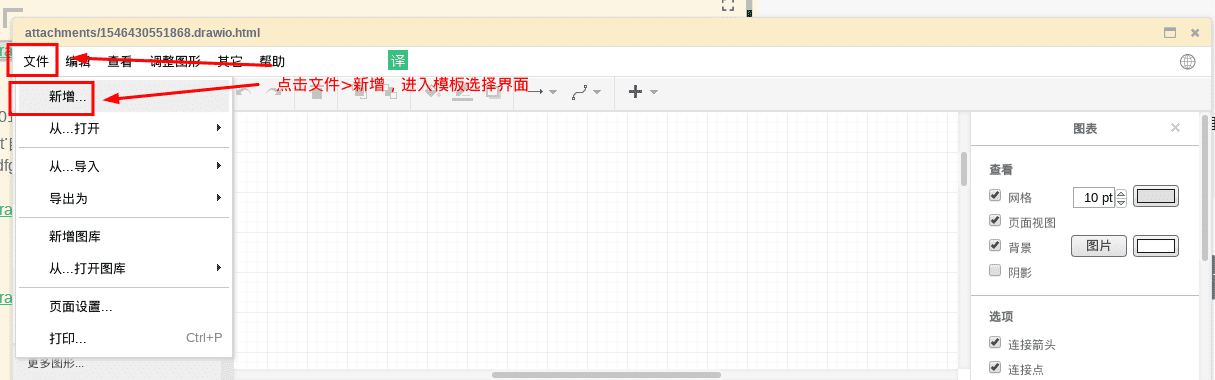 attachments/1546430551868.drawio.html
文件 编辑 查看 调整图形 其它 帮助
译
点击文件>新增，进入模板选择界面
新增...
从...打开
从...导入
导出为
新增图库
从...打开图库
页面设置...
打印... Ctrl+P
更多图形...
图表
查看
网格 10 pt
页面视图
背景 图片
阴影
选项
连接箭头
连接点